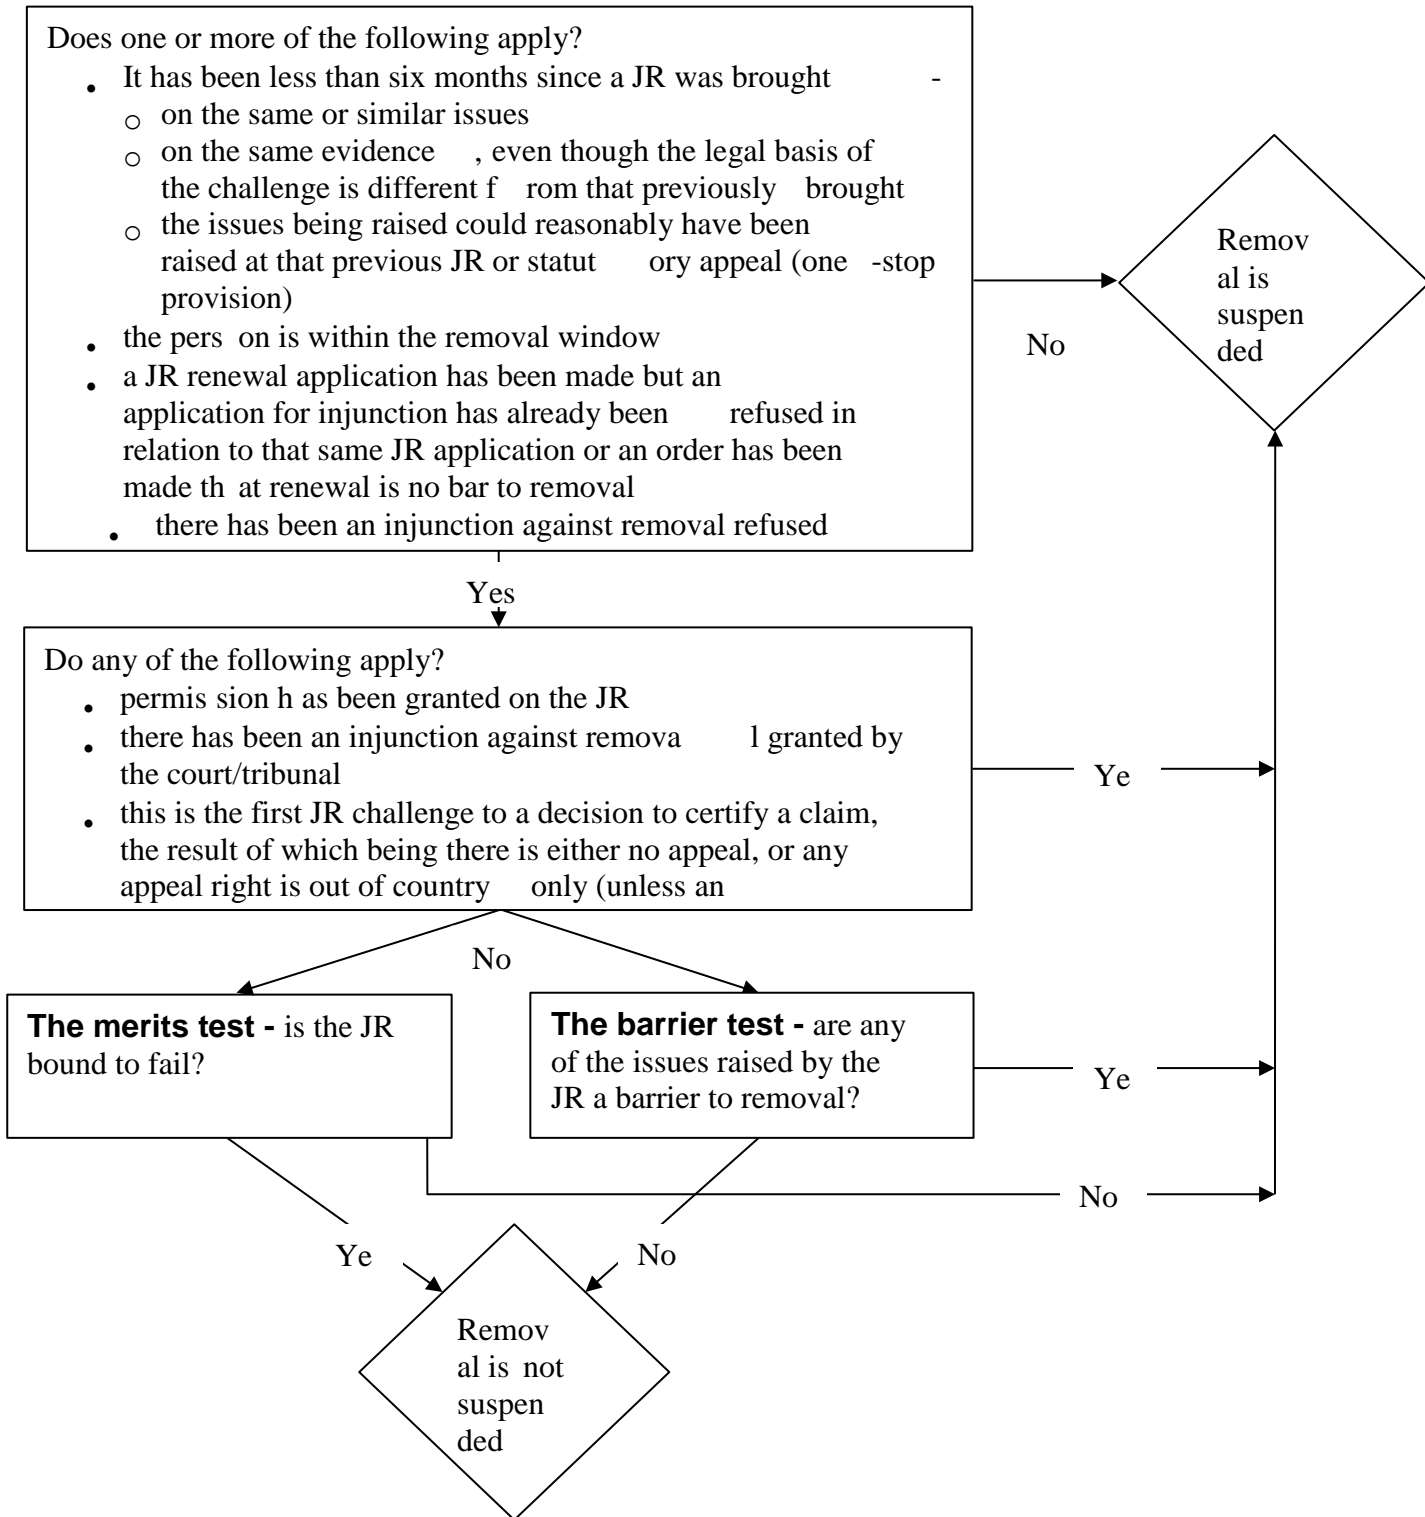 Does one or more of the following apply?
• It has been less than six months since a JR was brought -
o on the same or similar issues
o on the same evidence , even though the legal basis of
the challenge is different f rom that previously brought
o the issues being raised could reasonably have been
raised at that previous JR or statut ory appeal (one -stop
provision)
• the pers on is within the removal window
• a JR renewal application has been made but an
application for injunction has already been refused in
relation to that same JR application or an order has been
made th at renewal is no bar to removal
• there has been an injunction against removal refused
No
Remov
al is
suspen
ded
Yes
Do any of the following apply?
• permis sion h as been granted on the JR
• there has been an injunction against remova l granted by
the court/tribunal
• this is the first JR challenge to a decision to certify a claim,
the result of which being there is either no appeal, or any
appeal right is out of country only (unless an
Ye
No
The merits test - is the JR
bound to fail?
The barrier test - are any
of the issues raised by the
JR a barrier to removal?
Ye
No
Ye
No
Remov
al is not
suspen
ded